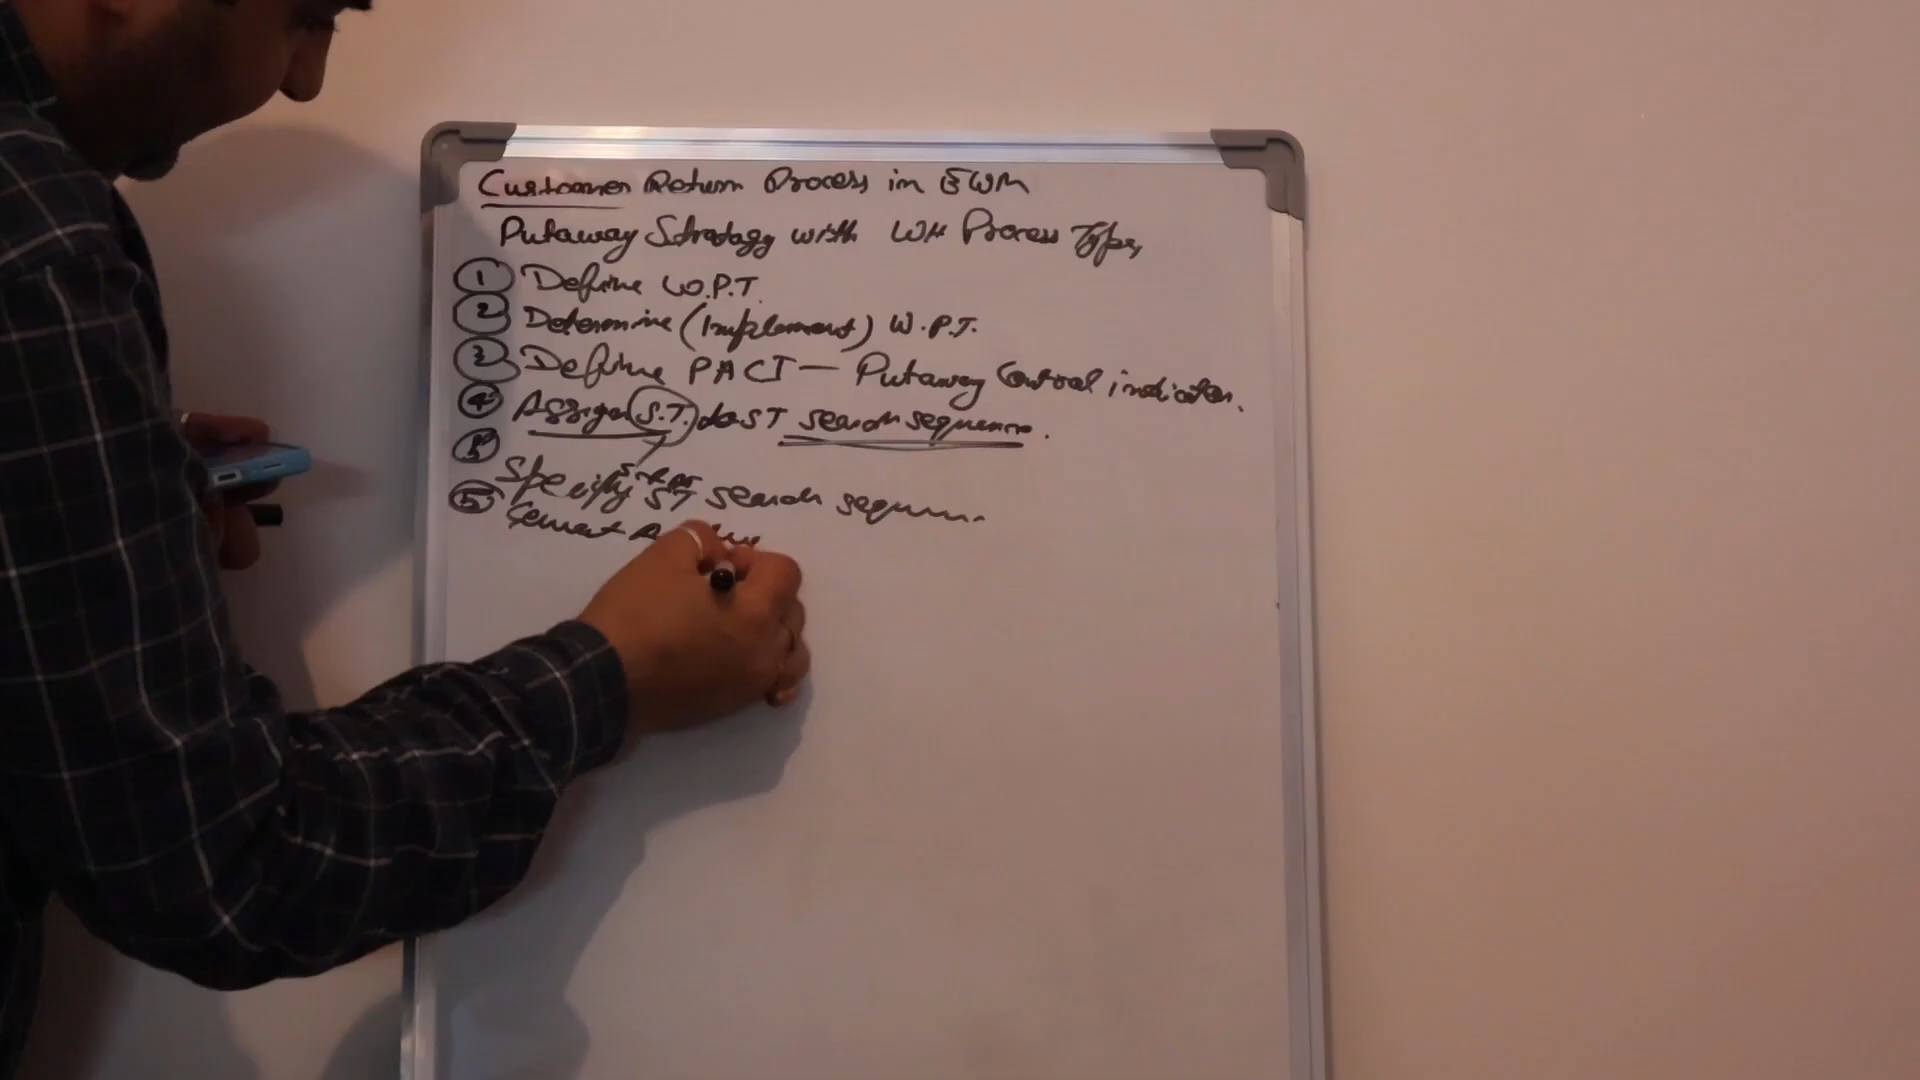 Customer Return Process in EWM
Putaway Strategy with WH Process Type,
① Define W.P.T.
② Determine (Implement) W.P.T.
③ Define PACI — Putaway Control indicator.
④ Assign S.T. to ST search sequence.
⑤
Specify ST search sequence
⑤